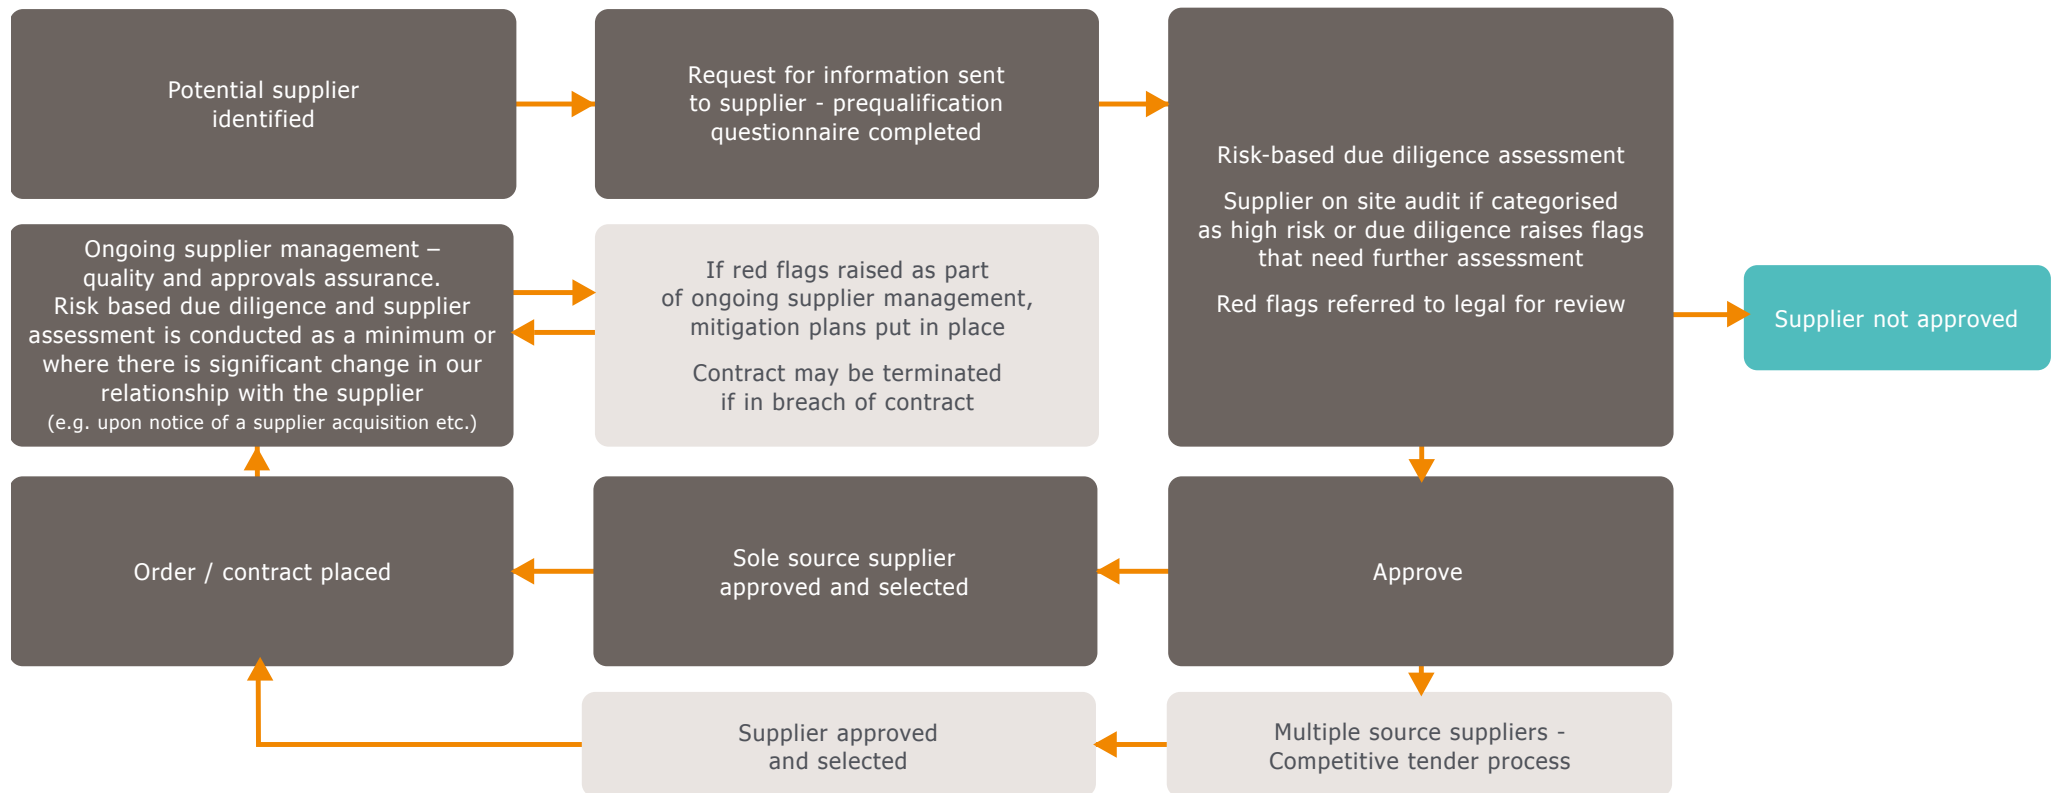 Potential supplier
identified
Request for information sent
to supplier - prequalification
questionnaire completed
Risk-based due diligence assessment
Supplier on site audit if categorised
as high risk or due diligence raises flags
that need further assessment
Red flags referred to legal for review
Supplier not approved
Ongoing supplier management –
quality and approvals assurance.
Risk based due diligence and supplier
assessment is conducted as a minimum or
where there is significant change in our
relationship with the supplier
(e.g. upon notice of a supplier acquisition etc.)
If red flags raised as part
of ongoing supplier management,
mitigation plans put in place
Contract may be terminated
if in breach of contract
Order / contract placed
Sole source supplier
approved and selected
Approve
Supplier approved
and selected
Multiple source suppliers -
Competitive tender process